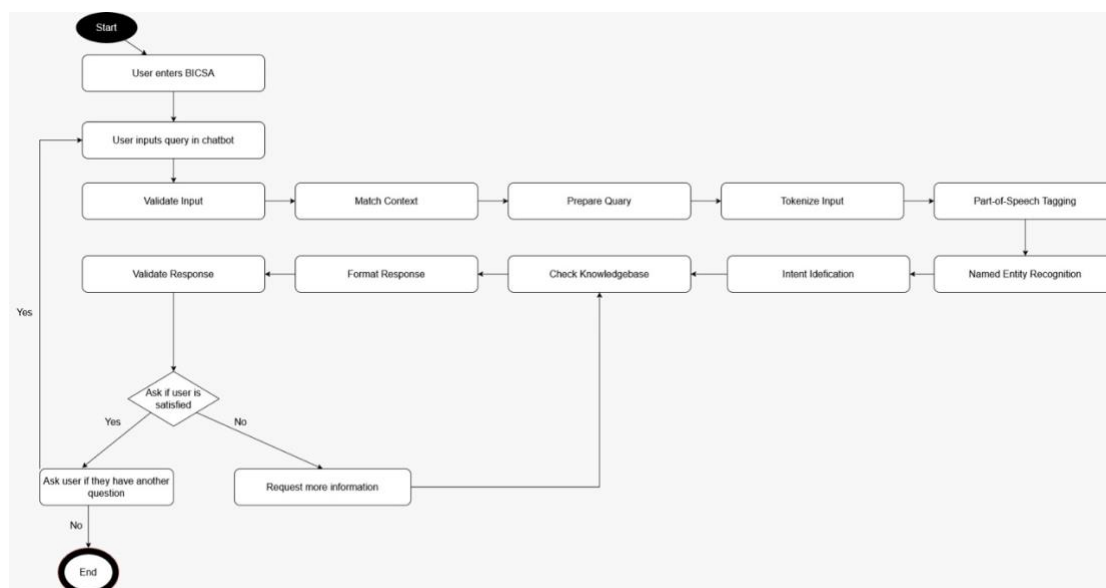 Start
User enters BICSA
User inputs query in chatbot
Validate Input
Match Context
Prepare Quary
Tokenize Input
Part-of-Speech Tagging
Validate Response
Format Response
Check Knowledgebase
Intent Idefication
Named Entity Recognition
Yes
Ask if user is
satisfied
Yes
No
Ask user if they have another
question
Request more information
No
End